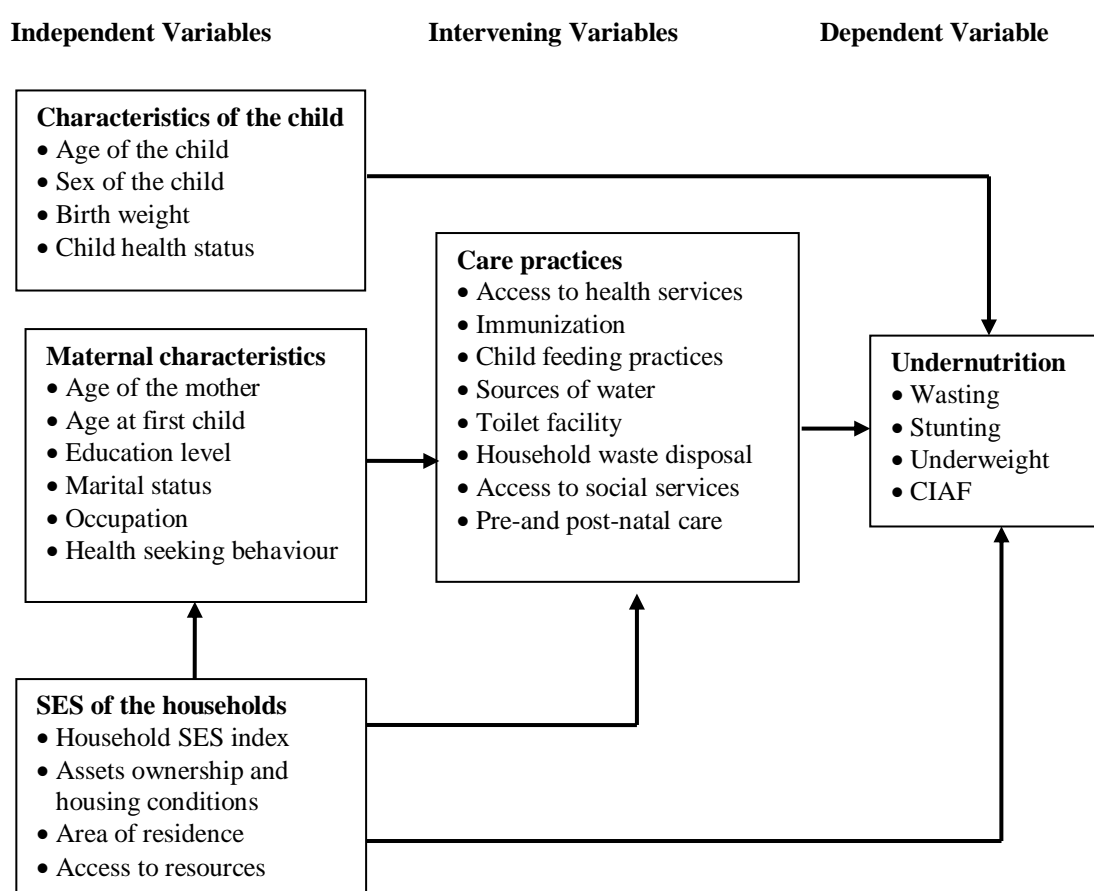 Independent Variables
Intervening Variables
Dependent Variable
Characteristics of the child
• Age of the child
• Sex of the child
• Birth weight
• Child health status
Maternal characteristics
• Age of the mother
• Age at first child
• Education level
• Marital status
• Occupation
• Health seeking behaviour
SES of the households
• Household SES index
• Assets ownership and
housing conditions
• Area of residence
• Access to resources
Care practices
• Access to health services
• Immunization
• Child feeding practices
• Sources of water
• Toilet facility
• Household waste disposal
• Access to social services
• Pre-and post-natal care
Undernutrition
• Wasting
• Stunting
• Underweight
• CIAF